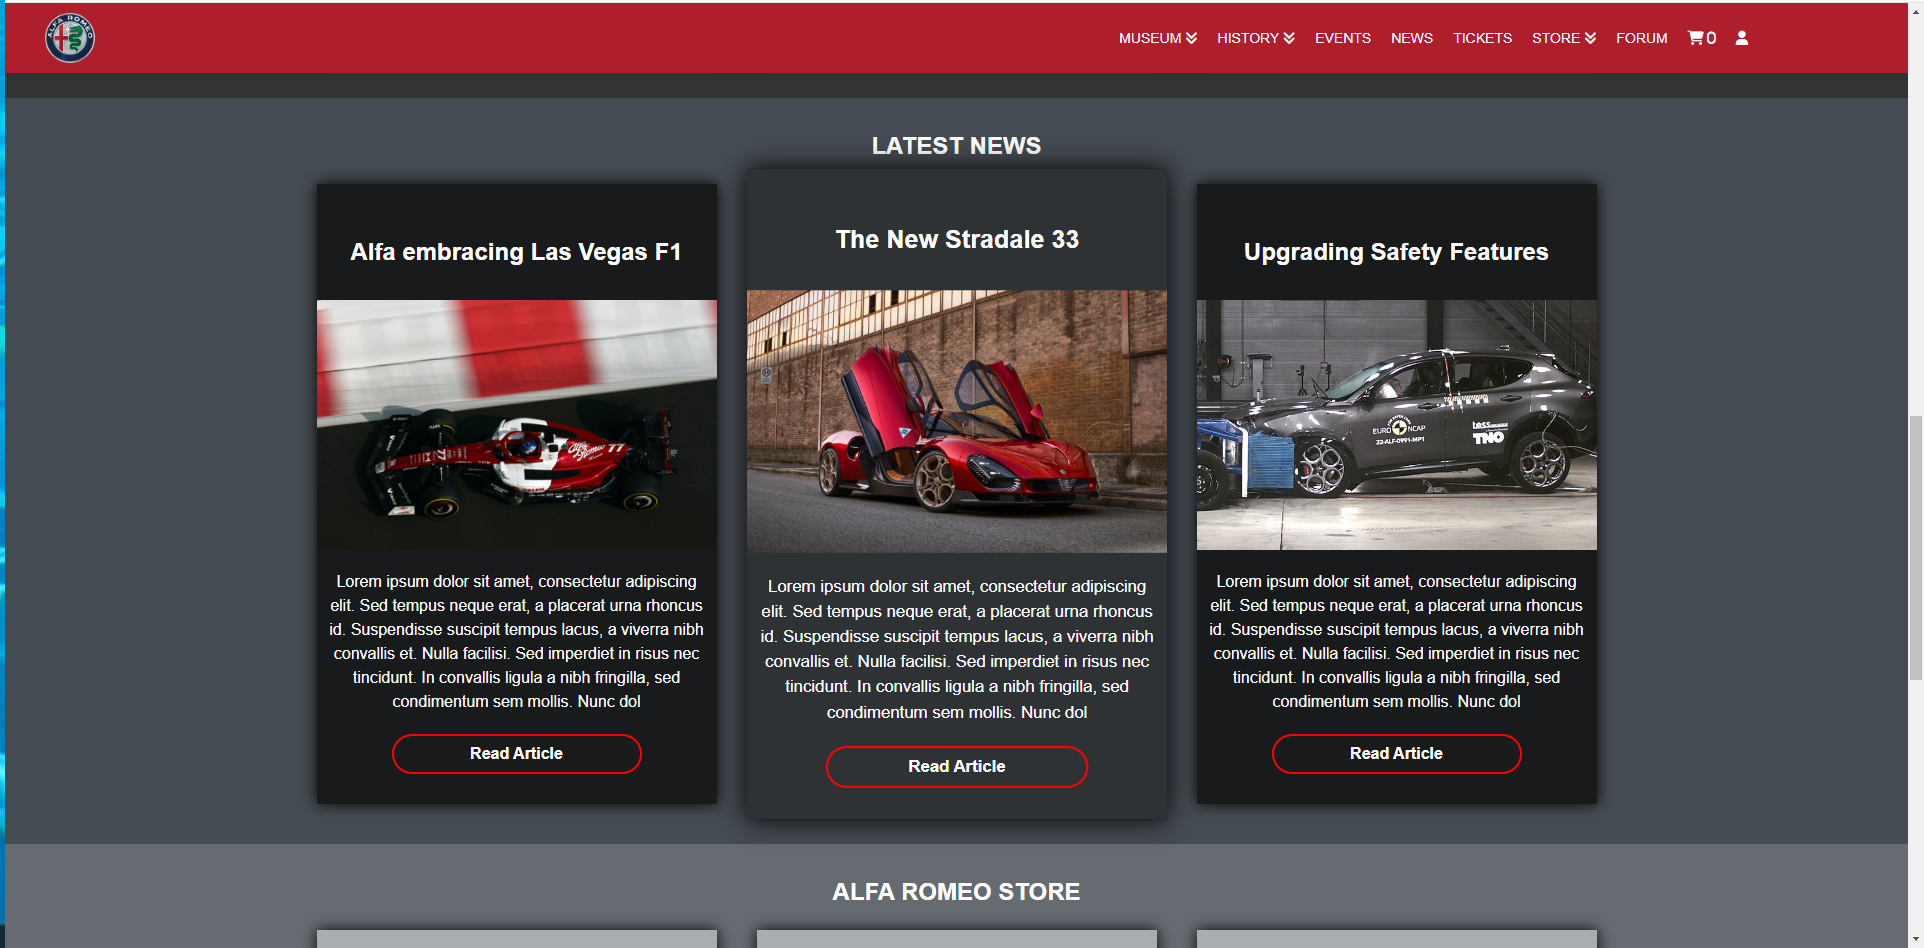 ALFA ROMEO
MUSEUM
HISTORY
EVENTS
NEWS
TICKETS
STORE
FORUM
0
LATEST NEWS
Alfa embracing Las Vegas F1
Alfa Romeo 77
77
Lorem ipsum dolor sit amet, consectetur adipiscing
elit. Sed tempus neque erat, a placerat urna rhoncus
id. Suspendisse suscipit tempus lacus, a viverra nibh
convallis et. Nulla facilisi. Sed imperdiet in risus nec
tincidunt. In convallis ligula a nibh fringilla, sed
condimentum sem mollis. Nunc dol
Read Article
The New Stradale 33
Lorem ipsum dolor sit amet, consectetur adipiscing
elit. Sed tempus neque erat, a placerat urna rhoncus
id. Suspendisse suscipit tempus lacus, a viverra nibh
convallis et. Nulla facilisi. Sed imperdiet in risus nec
tincidunt. In convallis ligula a nibh fringilla, sed
condimentum sem mollis. Nunc dol
Read Article
Upgrading Safety Features
EURO NCAP
22-ALF-0991-MP1
TNO
Lorem ipsum dolor sit amet, consectetur adipiscing
elit. Sed tempus neque erat, a placerat urna rhoncus
id. Suspendisse suscipit tempus lacus, a viverra nibh
convallis et. Nulla facilisi. Sed imperdiet in risus nec
tincidunt. In convallis ligula a nibh fringilla, sed
condimentum sem mollis. Nunc dol
Read Article
ALFA ROMEO STORE